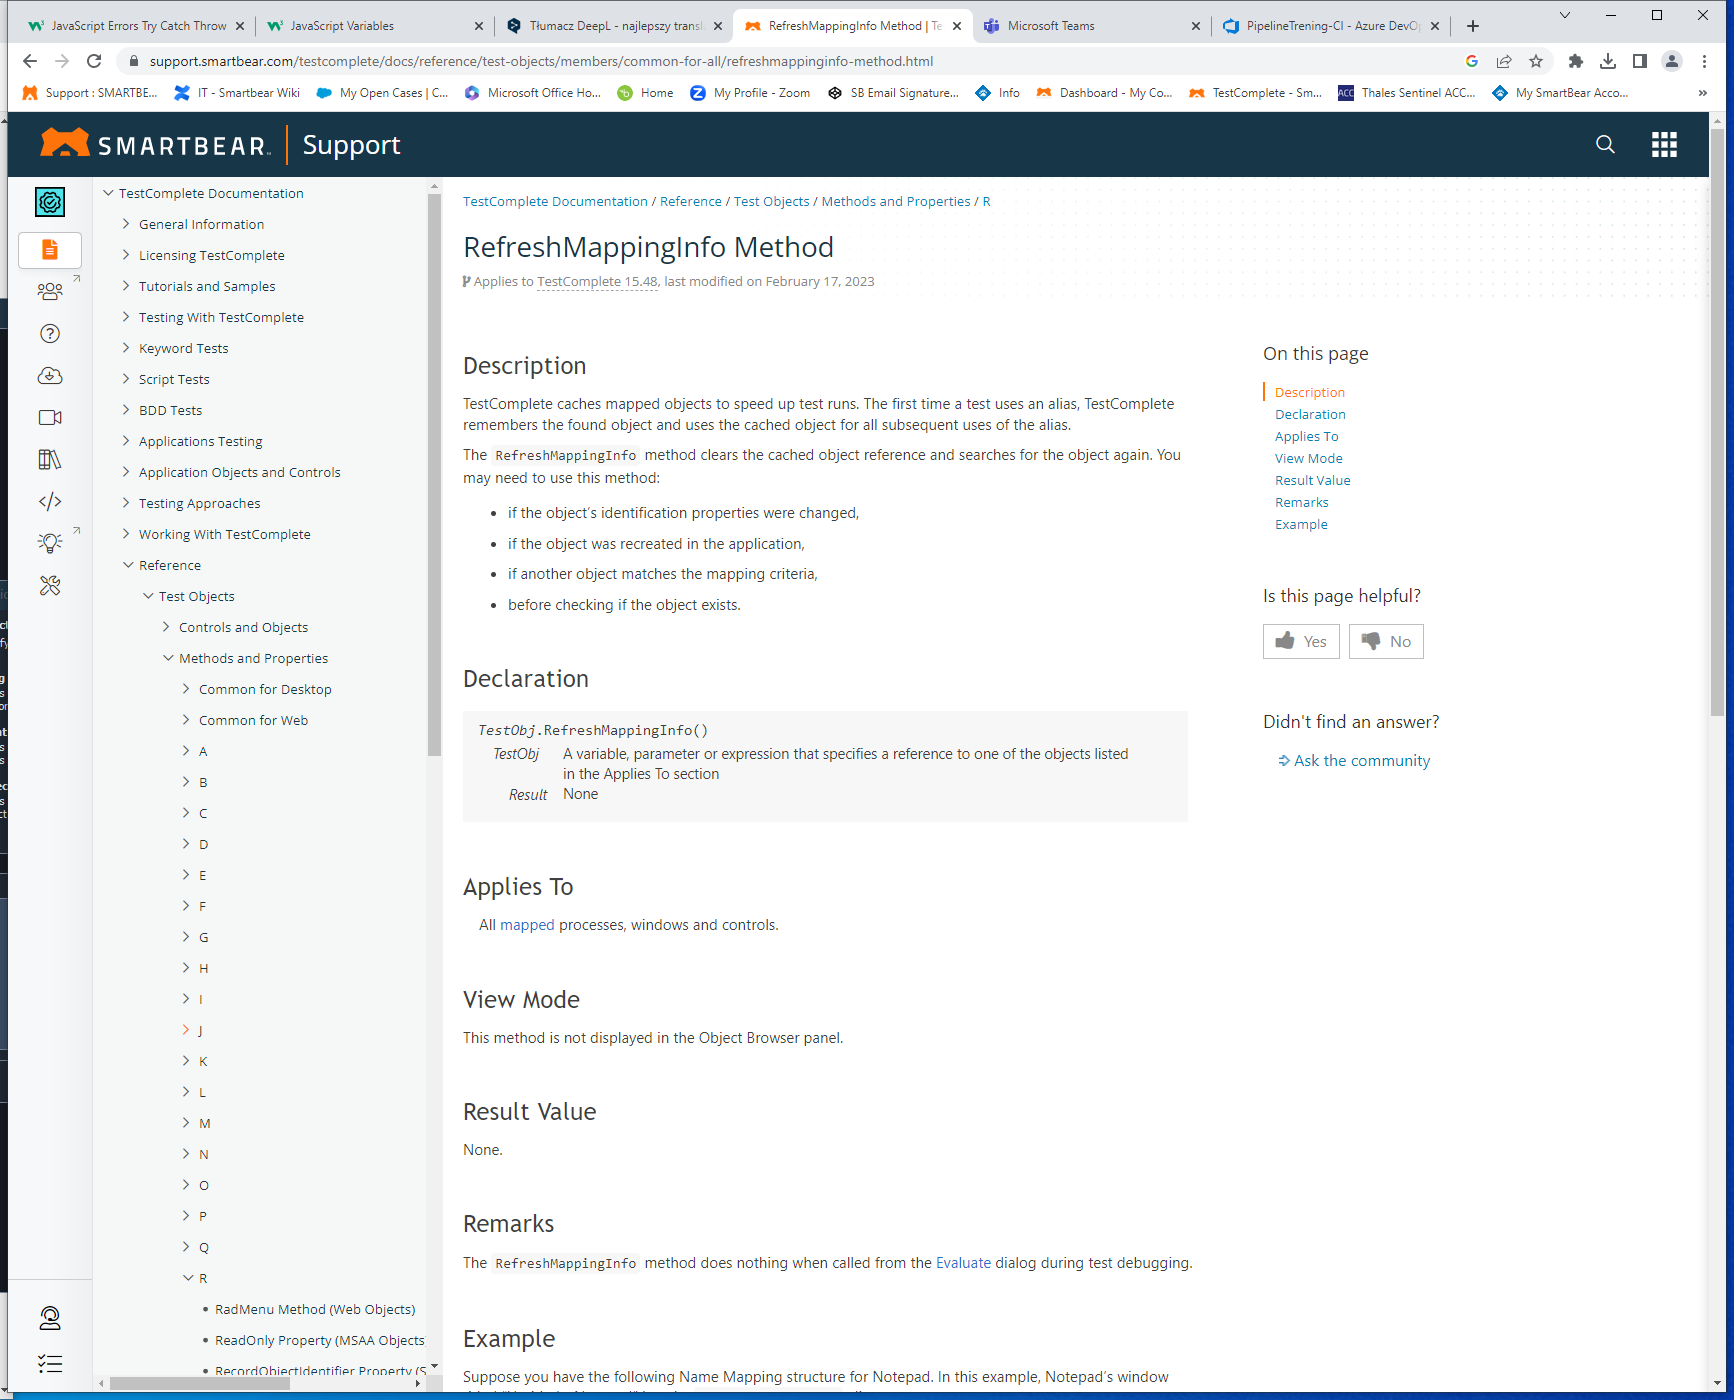 JavaScript Errors Try Catch Throw
JavaScript Variables
Tłumacz DeepL - najlepszy transl
RefreshMappingInfo Method | Te
Microsoft Teams
PipelineTrening-CI - Azure DevOp
support.smartbear.com/testcomplete/docs/reference/test-objects/members/common-for-all/refreshmappinginfo-method.html
Support : SMARTBE...
IT - Smartbear Wiki
My Open Cases | C...
Microsoft Office Ho...
Home
My Profile - Zoom
SB Email Signature...
Info
Dashboard - My Co...
TestComplete - Sm...
ACC
Thales Sentinel ACC...
My SmartBear Acco...
SMARTBEAR
Support
TestComplete Documentation
General Information
Licensing TestComplete
Tutorials and Samples
Testing With TestComplete
Keyword Tests
Script Tests
BDD Tests
Applications Testing
Application Objects and Controls
Testing Approaches
Working With TestComplete
Reference
Test Objects
Controls and Objects
Methods and Properties
Common for Desktop
Common for Web
A
B
C
D
E
F
G
H
I
J
K
L
M
N
O
P
Q
R
• RadMenu Method (Web Objects)
• ReadOnly Property (MSAA Objects
• RecordObjectIdentifier Property (S
TestComplete Documentation / Reference / Test Objects / Methods and Properties / R
RefreshMappingInfo Method
Applies to TestComplete 15.48, last modified on February 17, 2023
Description
TestComplete caches mapped objects to speed up test runs. The first time a test uses an alias, TestComplete
remembers the found object and uses the cached object for all subsequent uses of the alias.
The RefreshMappingInfo method clears the cached object reference and searches for the object again. You
may need to use this method:
• if the object's identification properties were changed,
• if the object was recreated in the application,
• if another object matches the mapping criteria,
• before checking if the object exists.
Declaration
TestObj.RefreshMappingInfo()
TestObj A variable, parameter or expression that specifies a reference to one of the objects listed
in the Applies To section
Result None
Applies To
All mapped processes, windows and controls.
View Mode
This method is not displayed in the Object Browser panel.
Result Value
None.
Remarks
The RefreshMappingInfo method does nothing when called from the Evaluate dialog during test debugging.
Example
Suppose you have the following Name Mapping structure for Notepad. In this example, Notepad's window
On this page
Description
Declaration
Applies To
View Mode
Result Value
Remarks
Example
Is this page helpful?
Yes
No
Didn't find an answer?
Ask the community